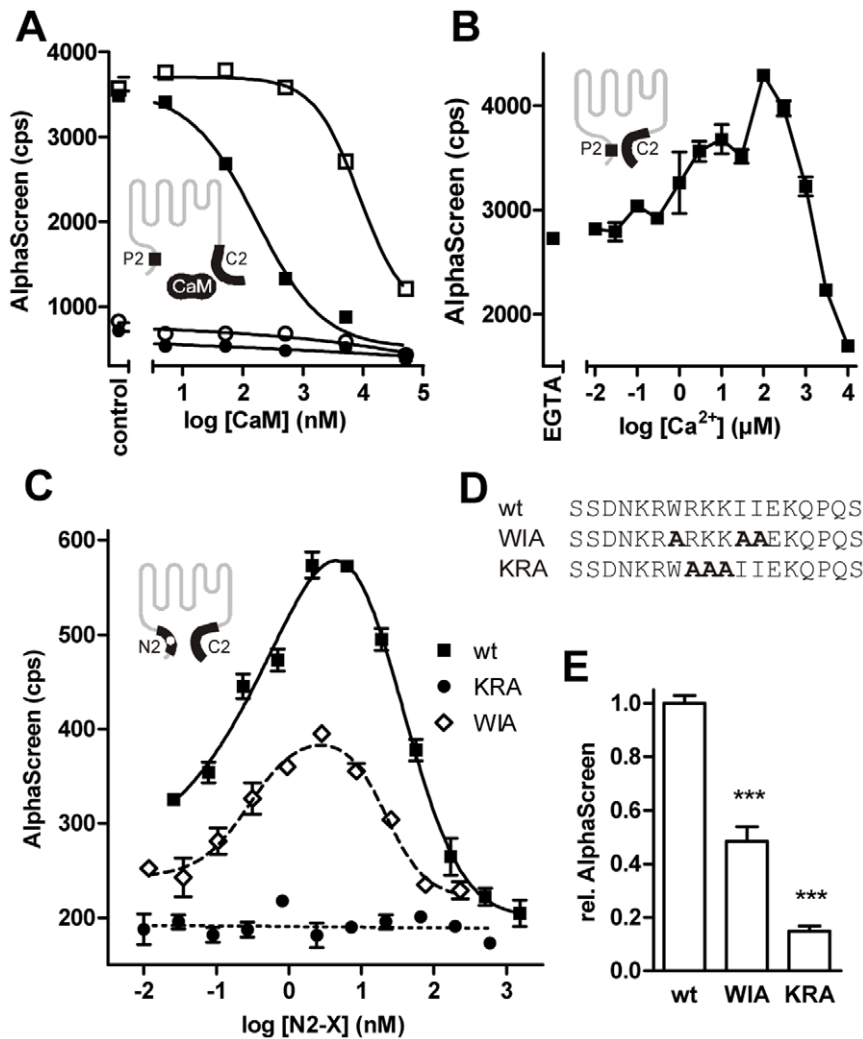 A
4000
3000
2000
1000
AlphaScreen (cps)
P2
C2
CaM
control
1
2
3
4
5
log [CaM] (nM)
B
4000
3000
2000
AlphaScreen (cps)
P2
C2
EGTA
-2
-1
0
1
2
3
4
log [Ca2+] (µM)
C
600
500
400
300
200
AlphaScreen (cps)
N2
C2
wt
KRA
WIA
-2
-1
0
1
2
3
log [N2-X] (nM)
D
wt SSDNKRWRKKIIEKQPQS
WIA SSDNKRARKKAAEKQPQS
KRA SSDNKRWAAAIIEKQPQS
E
1.0
0.8
0.6
0.4
0.2
0.0
rel. AlphaScreen
***
***
wt WIA KRA